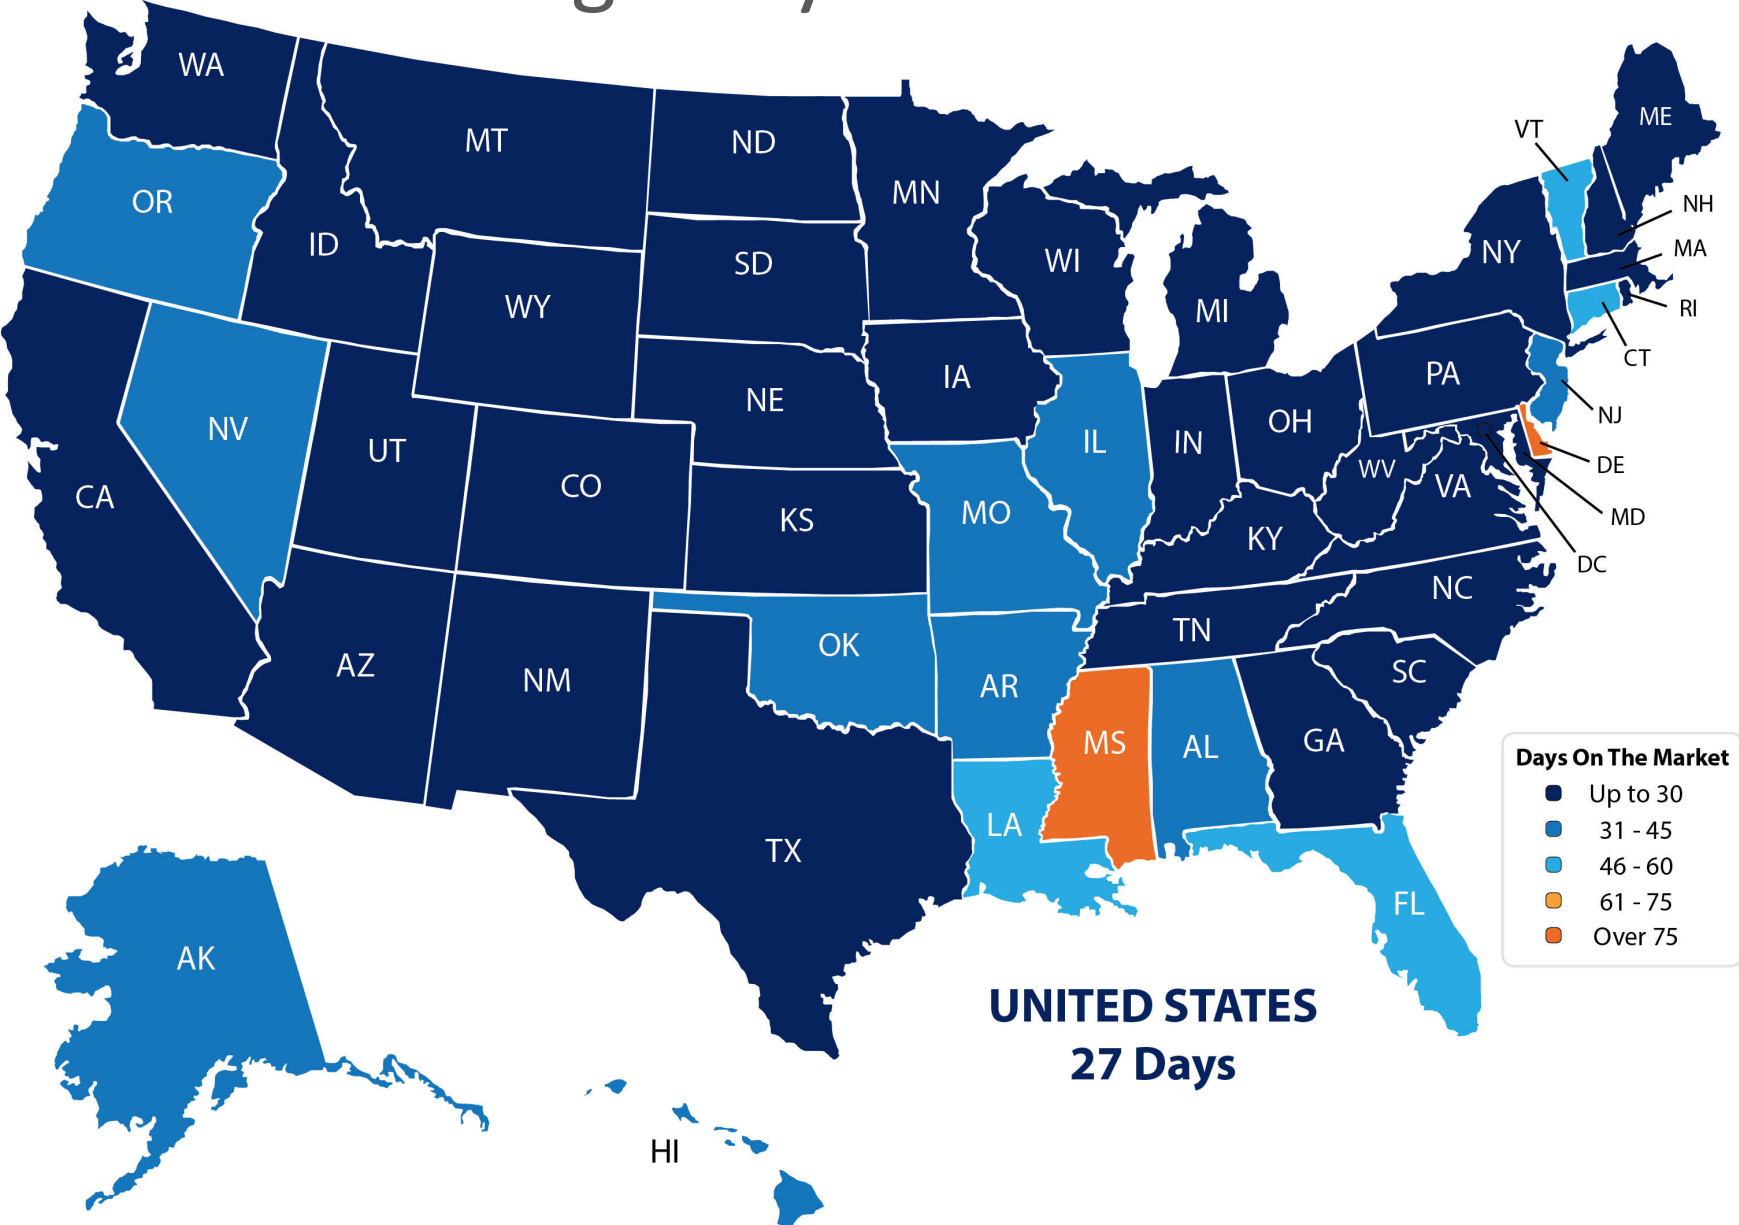 WA
MT
ND
MN
ME
VT
OR
ID
SD
WI
NH
NY
MA
WY
MI
RI
CT
IA
PA
NE
NV
UT
OH
NJ
IL
IN
DE
CO
WV
VA
CA
KS
MO
MD
KY
DC
NC
TN
OK
AZ
NM
AR
SC
MS
AL
GA
LA
TX
FL
AK
HI
Days On The Market
Up to 30
31 - 45
46 - 60
61 - 75
Over 75
UNITED STATES
27 Days